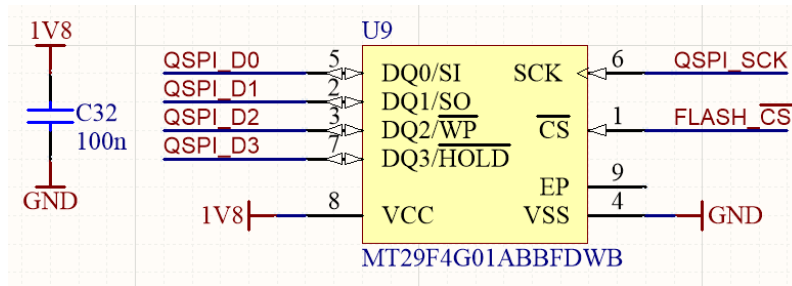 1V8
C32
100n
GND
U9
QSPI_D0 5 DQ0/SI
QSPI_D1 2 DQ1/SO
QSPI_D2 3 DQ2/WP
QSPI_D3 7 DQ3/HOLD
1V8 8 VCC
SCK 6 QSPI_SCK
CS 1 FLASH_CS
EP 9
VSS 4 GND
MT29F4G01ABBFDWB